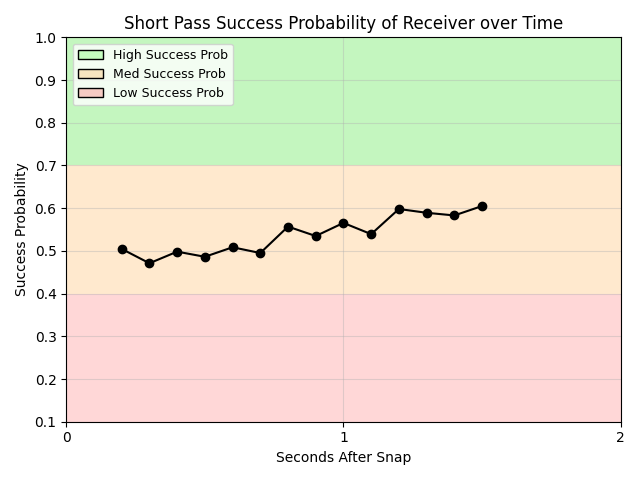 Short Pass Success Probability of Receiver over Time
High Success Prob
Med Success Prob
Low Success Prob
Success Probability
1.0
0.9
0.8
0.7
0.6
0.5
0.4
0.3
0.2
0.1
0 1 2
Seconds After Snap